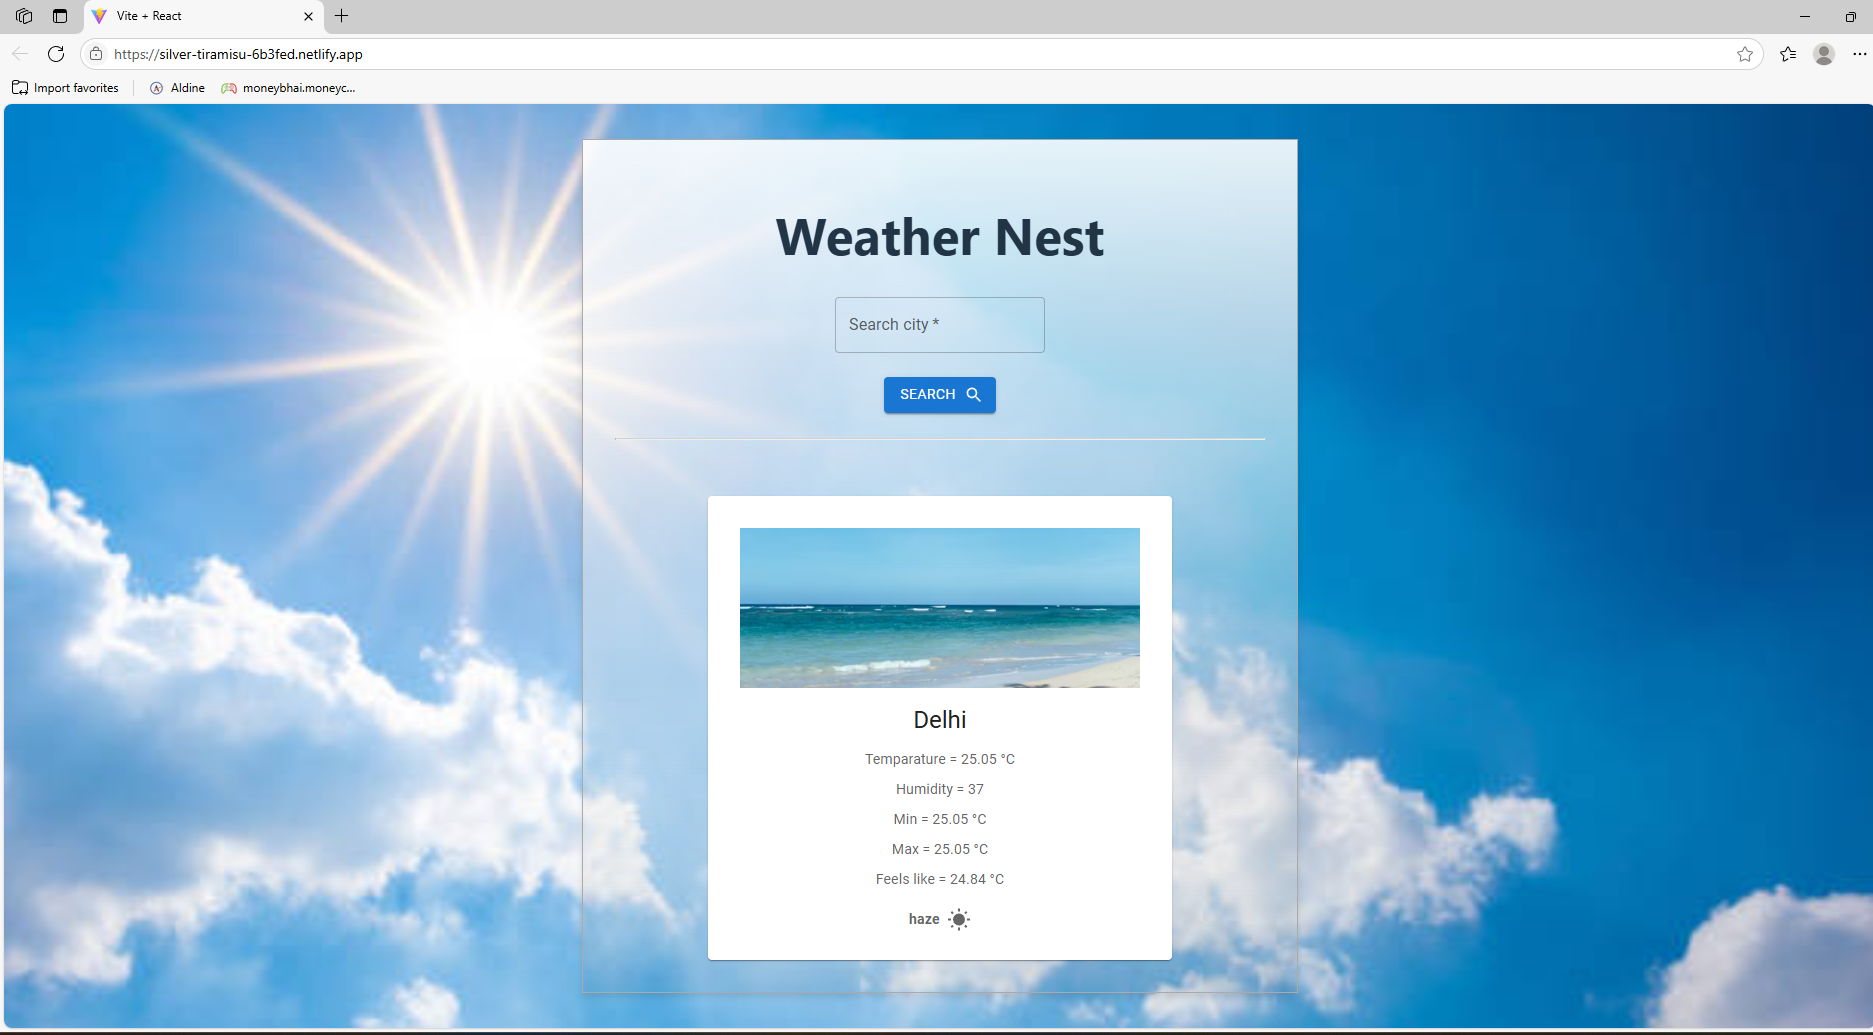 Vite + React
https://silver-tiramisu-6b3fed.netlify.app
Import favorites
Aldine
moneybhai.moneyc...
Weather Nest
Search city *
SEARCH
Delhi
Temparature = 25.05 °C
Humidity = 37
Min = 25.05 °C
Max = 25.05 °C
Feels like = 24.84 °C
haze